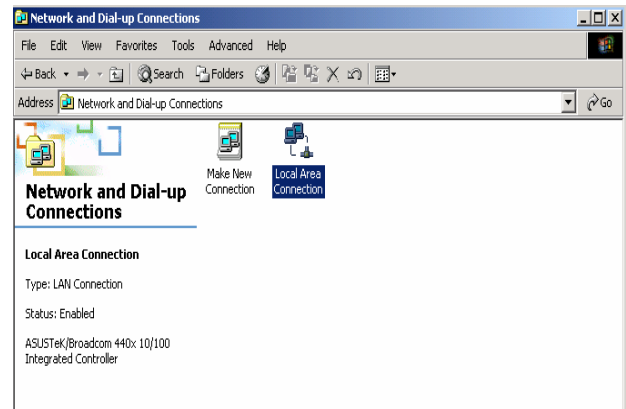 Network and Dial-up Connections
File Edit View Favorites Tools Advanced Help
Back Search Folders
Address Network and Dial-up Connections Go
Make New
Connection
Local Area
Connection
Network and Dial-up
Connections
Local Area Connection
Type: LAN Connection
Status: Enabled
ASUSTeK/Broadcom 440x 10/100
Integrated Controller